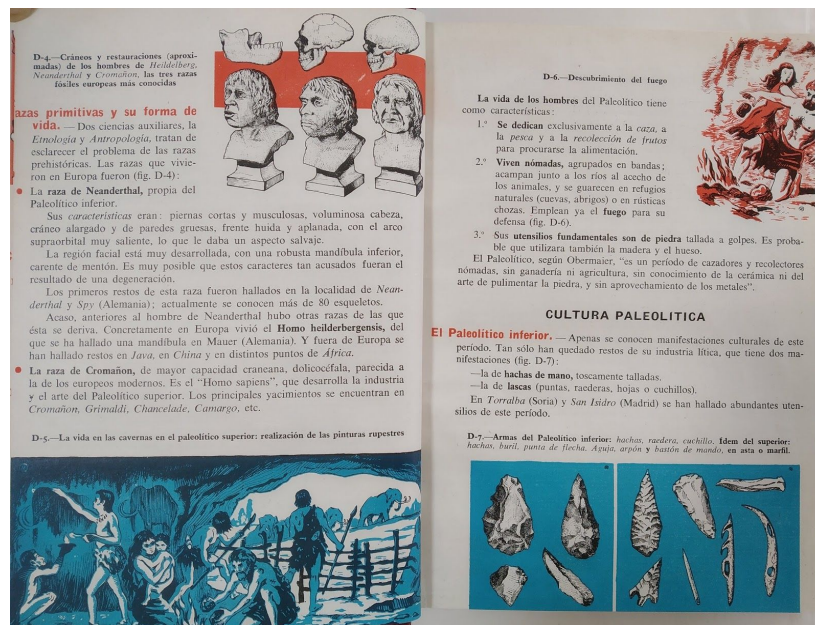 D-4.—Cráneos y restauraciones (aproxi-
madas) de los hombres de Heildelberg,
Neanderthal y Cromañon, las tres razas
fósiles europeas más conocidas
azas primitivas y su forma de
vida. — Dos ciencias auxiliares, la
Etnología y Antropología, tratan de
esclarecer el problema de las razas
prehistóricas. Las razas que vivie-
ron en Europa fueron (fig. D-4):
● La raza de Neanderthal, propia del
Paleolítico inferior.
Sus características eran: piernas cortas y musculosas, voluminosa cabeza,
cráneo alargado y de paredes gruesas, frente huida y aplanada, con el arco
supraorbital muy saliente, lo que le daba un aspecto salvaje.
La región facial está muy desarrollada, con una robusta mandíbula inferior,
carente de mentón. Es muy posible que estos caracteres tan acusados fueran el
resultado de una degeneración.
Los primeros restos de esta raza fueron hallados en la localidad de Nean-
derthal y Spy (Alemania); actualmente se conocen más de 80 esqueletos.
Acaso, anteriores al hombre de Neanderthal hubo otras razas de las que
ésta se deriva. Concretamente en Europa vivió el Homo heilderbergensis, del
que se ha hallado una mandíbula en Mauer (Alemania). Y fuera de Europa se
han hallado restos en Java, en China y en distintos puntos de África.
● La raza de Cromañon, de mayor capacidad craneana, dolicocéfala, parecida a
la de los europeos modernos. Es el "Homo sapiens", que desarrolla la industria
y el arte del Paleolítico superior. Los principales yacimientos se encuentran en
Cromañon, Grimaldi, Chancelade, Camargo, etc.
D-5.—La vida en las cavernas en el paleolítico superior: realización de las pinturas rupestres
D-6.—Descubrimiento del fuego
La vida de los hombres del Paleolítico tiene
como características:
1.º Se dedican exclusivamente a la caza, a
la pesca y a la recolección de frutos
para procurarse la alimentación.
2.º Viven nómadas, agrupados en bandas;
acampan junto a los ríos al acecho de
los animales, y se guarecen en refugios
naturales (cuevas, abrigos) o en rústicas
chozas. Emplean ya el fuego para su
defensa (fig. D-6).
3.º Sus utensilios fundamentales son de piedra tallada a golpes. Es proba-
ble que utilizara también la madera y el hueso.
El Paleolítico, según Obermaier, "es un período de cazadores y recolectores
nómadas, sin ganadería ni agricultura, sin conocimiento de la cerámica ni del
arte de pulimentar la piedra, y sin aprovechamiento de los metales".
CULTURA PALEOLITICA
El Paleolítico inferior. — Apenas se conocen manifestaciones culturales de este
período. Tan sólo han quedado restos de su industria lítica, que tiene dos ma-
nifestaciones (fig. D-7):
—la de hachas de mano, toscamente talladas.
—la de lascas (puntas, raederas, hojas o cuchillos).
En Torralba (Soria) y San Isidro (Madrid) se han hallado abundantes uten-
silios de este período.
D-7.—Armas del Paleolítico inferior: hachas, raedera, cuchillo. Idem del superior:
hachas, buril, punta de flecha. Aguja, arpón y bastón de mando, en asta o marfil.